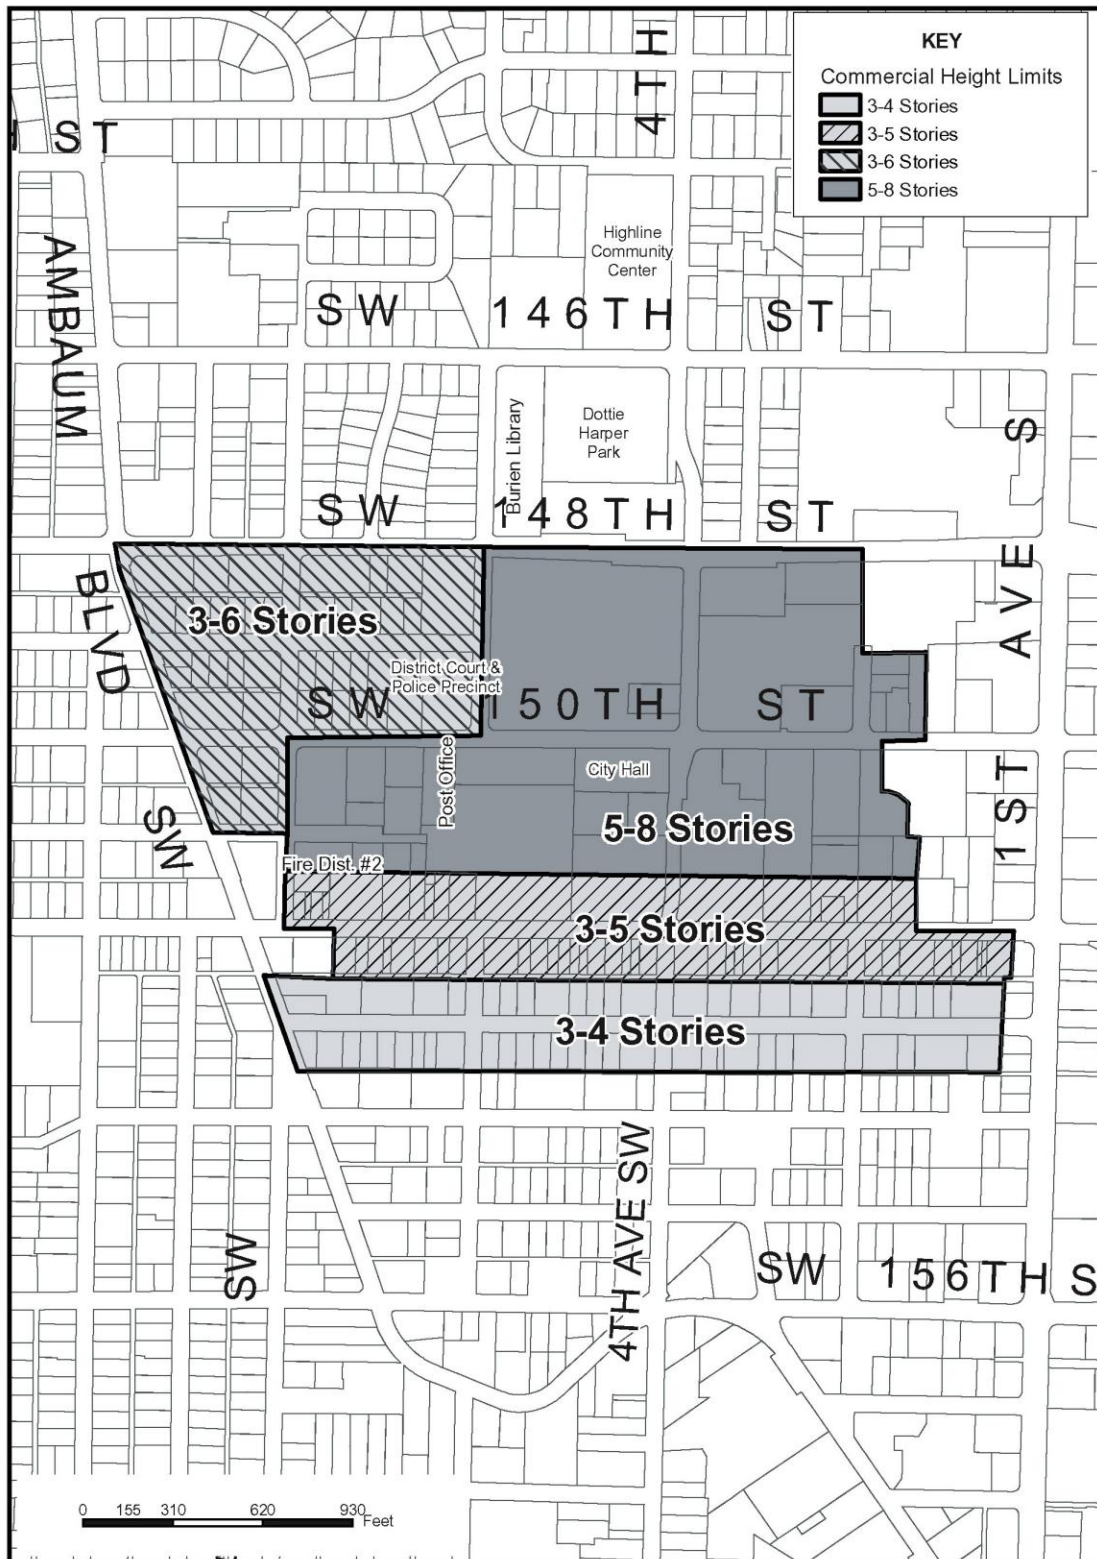 KEY
Commercial Height Limits
3-4 Stories
3-5 Stories
3-6 Stories
5-8 Stories
4TH
ST
Highline
Community
Center
AMBAUM
SW 146TH ST
Burien Library
Dottie
Harper
Park
S
SW 148TH ST
AVE
BLVD
3-6 Stories
District Court &
Police Precinct
SW 150TH ST
Post Office
City Hall
1ST
SW
5-8 Stories
Fire Dist. #2
3-5 Stories
3-4 Stories
4TH AVE SW
SW
SW 156TH S
0 155 310 620 930
Feet